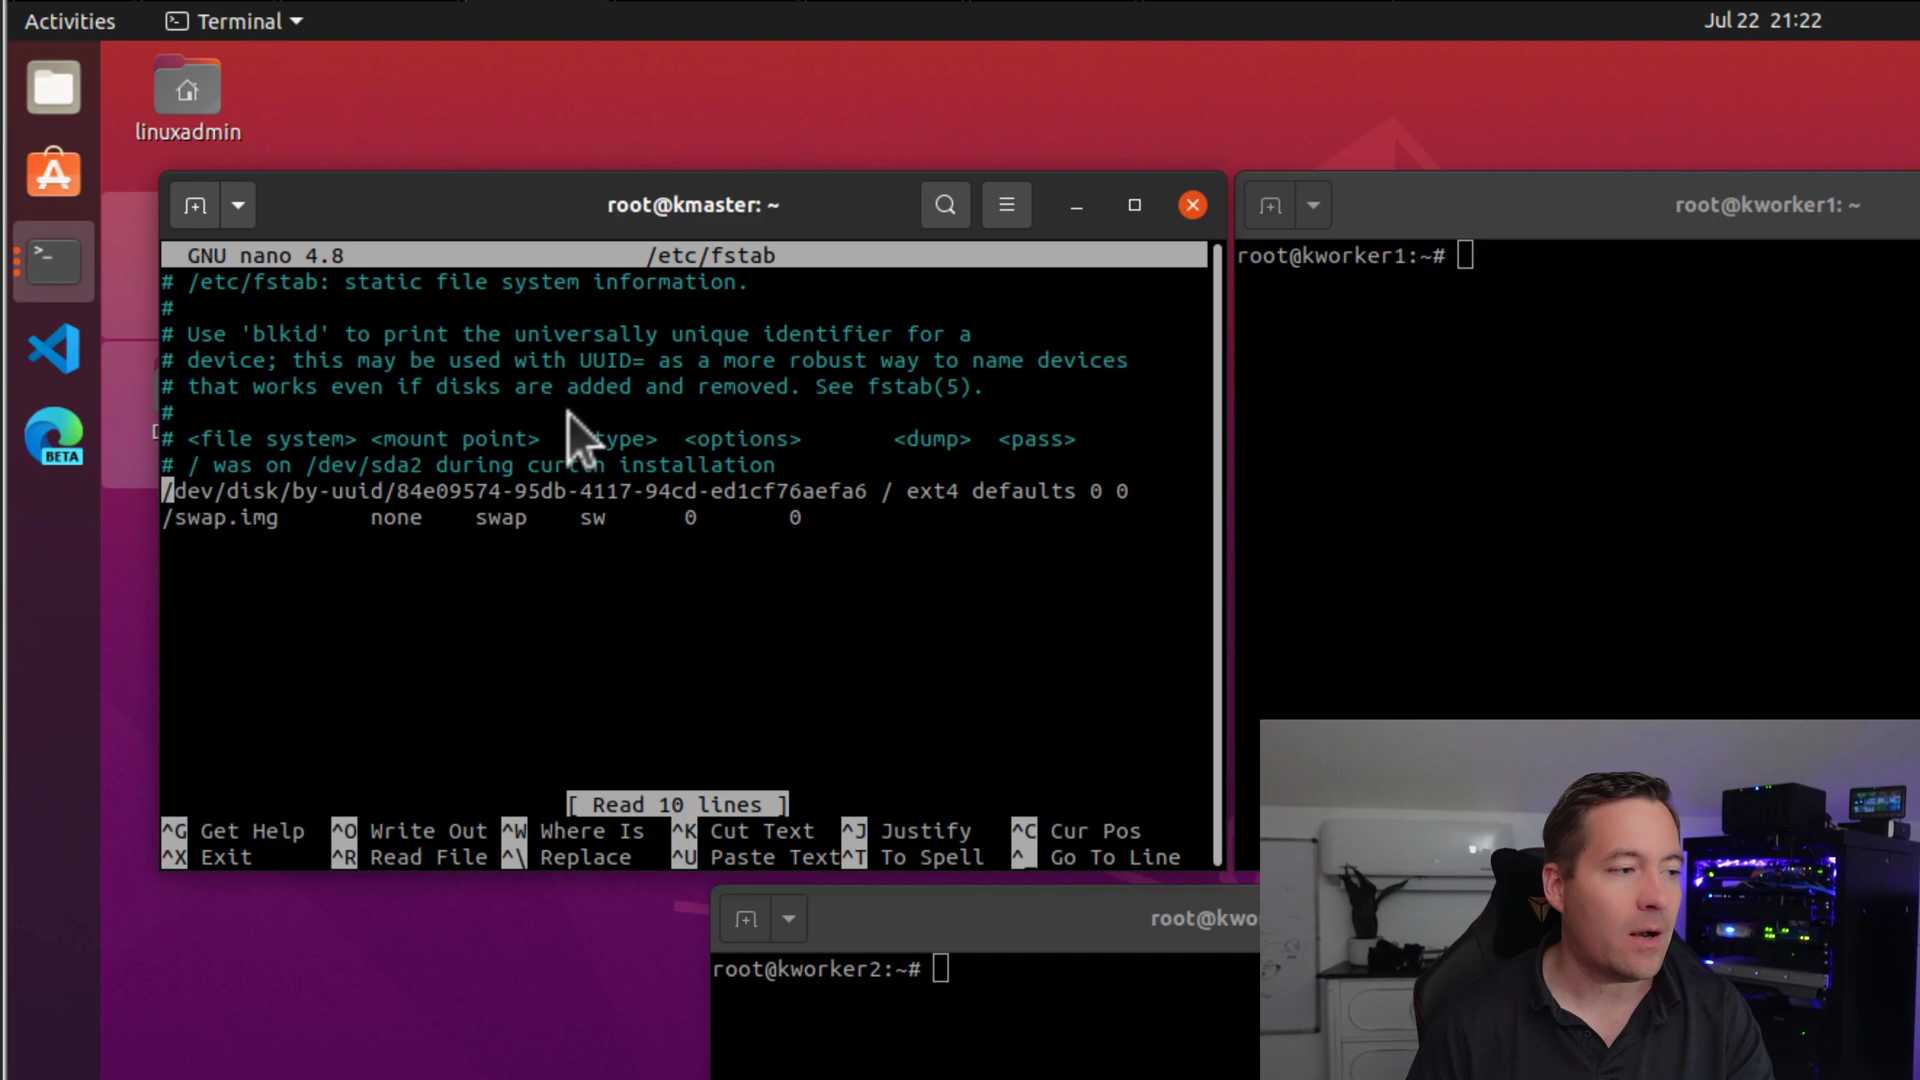 Activities
Terminal
Jul 22 21:22
linuxadmin
BETA
root@kmaster: ~
GNU nano 4.8 /etc/fstab
# /etc/fstab: static file system information.
#
# Use 'blkid' to print the universally unique identifier for a
# device; this may be used with UUID= as a more robust way to name devices
# that works even if disks are added and removed. See fstab(5).
#
# <file system> <mount point> type> <options> <dump> <pass>
# / was on /dev/sda2 during installation
/dev/disk/by-uuid/84e09574-95db-4117-94cd-ed1cf76aefa6 / ext4 defaults 0 0
/swap.img none swap sw 0 0
[ Read 10 lines ]
^G Get Help ^O Write Out ^W Where Is ^K Cut Text ^J Justify ^C Cur Pos
^X Exit ^R Read File ^\ Replace ^U Paste Text ^T To Spell ^_ Go To Line
root@kworker1: ~
root@kworker1:~#
root@kwo
root@kworker2:~#